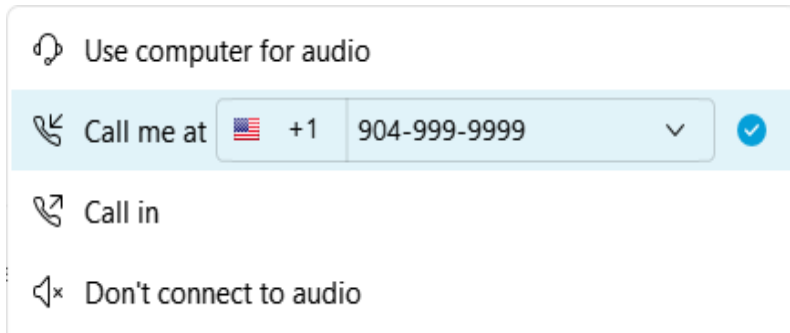 Use computer for audio
Call me at +1 904-999-9999
Call in
Don't connect to audio